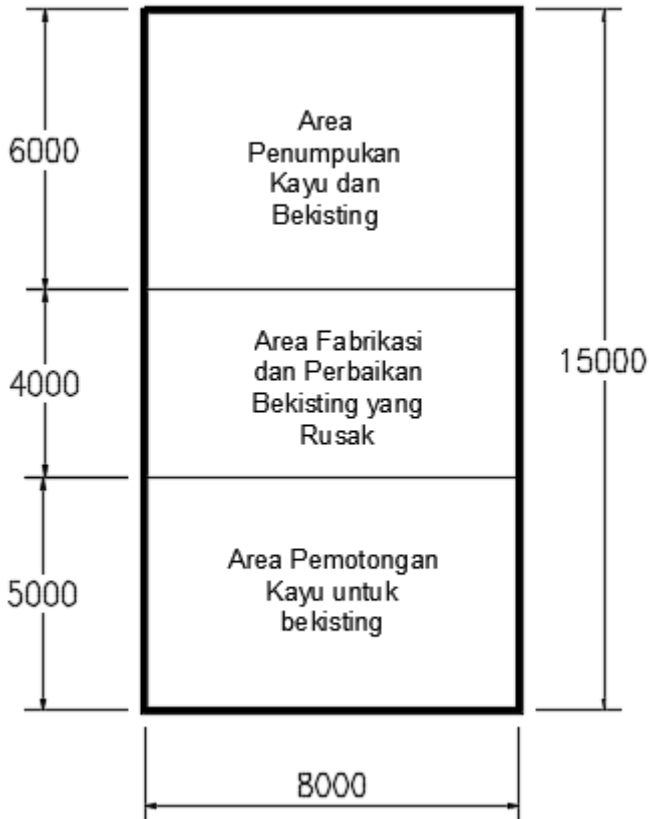 6000
Area
Penumpukan
Kayu dan
Bekisting
4000
Area Fabrikasi
dan Perbaikan
Bekisting yang
Rusak
15000
5000
Area Pemotongan
Kayu untuk
bekisting
8000